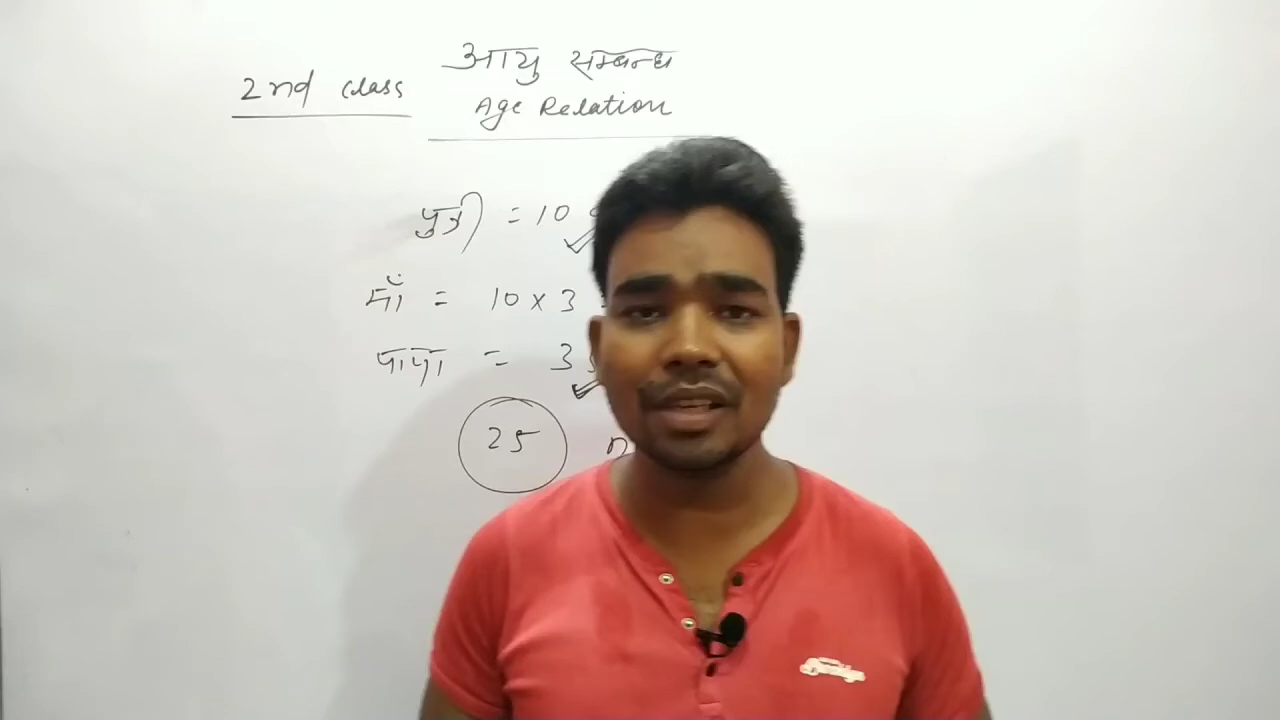 आयु सम्बन्ध
2nd class
Age Relation
पुत्री = 10
माँ = 10 x 3
पापा = 3
25